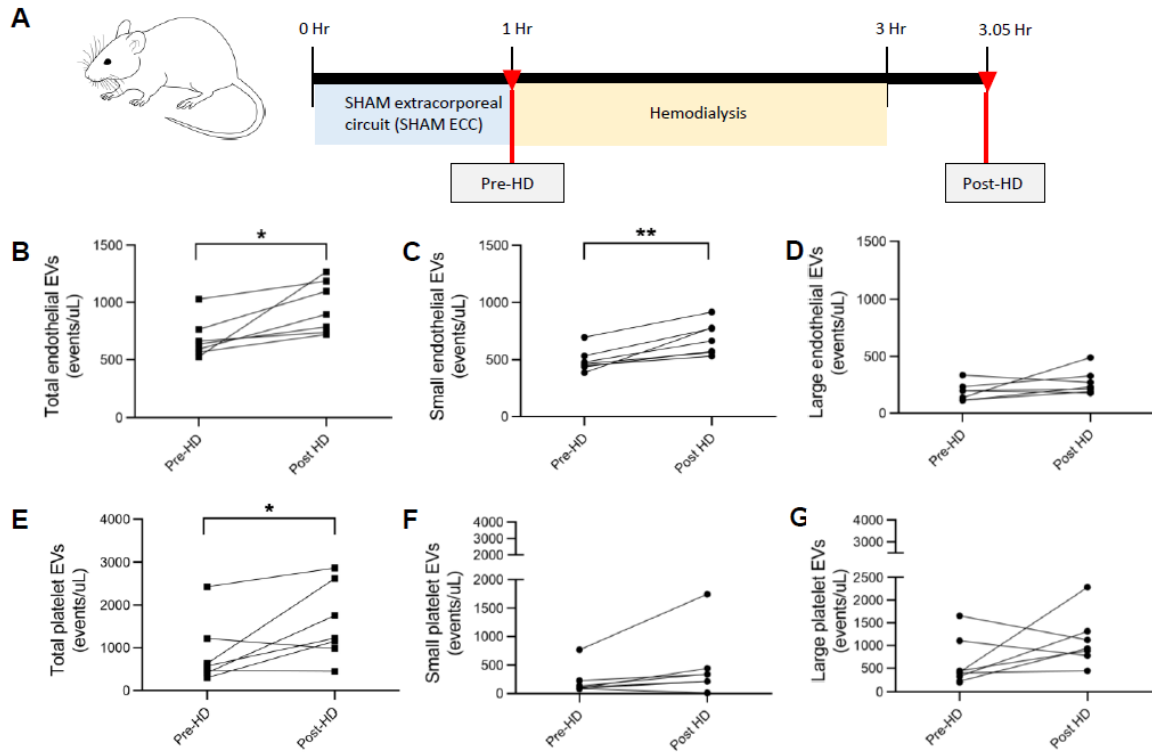 A
0 Hr
1 Hr
3 Hr
3.05 Hr
SHAM extracorporeal
circuit (SHAM ECC)
Hemodialysis
Pre-HD
Post-HD
B
Total endothelial EVs
(events/uL)
1500
1000
500
0
*
Pre-HD
Post HD
C
Small endothelial EVs
(events/uL)
1500
1000
500
0
**
Pre-HD
Post HD
D
Large endothelial EVs
(events/uL)
1500
1000
500
0
Pre-HD
Post HD
E
Total platelet EVs
(events/uL)
4000
3000
2000
1000
0
*
Pre-HD
Post-HD
F
Small platelet EVs
(events/uL)
4000
3000
2000
2000
1500
1000
500
0
Pre-HD
Post HD
G
Large platelet EVs
(events/uL)
4000
3000
2000
2500
2000
1500
1000
500
0
Pre-HD
Post HD